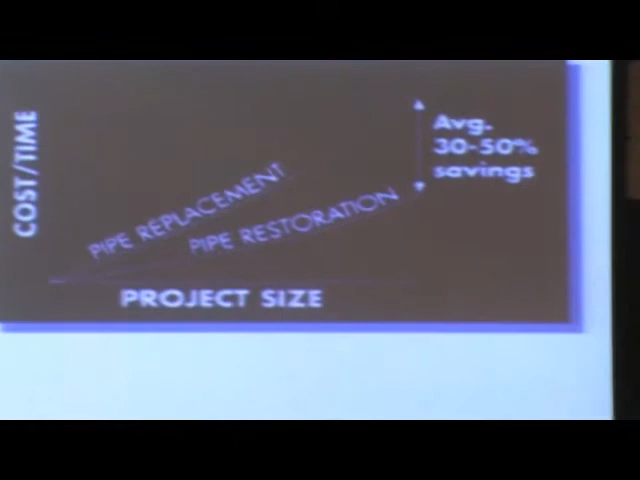 COST/TIME
PIPE REPLACEMENT
PIPE RESTORATION
Avg.
30-50%
savings
PROJECT SIZE